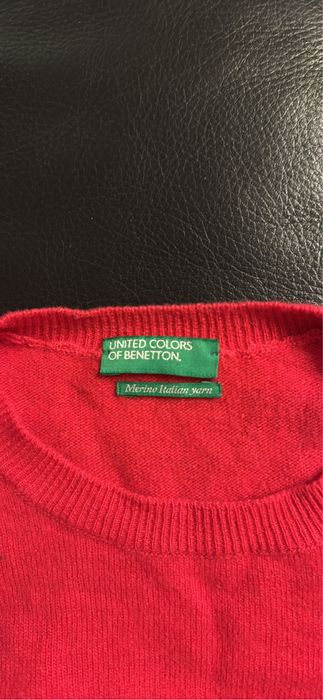 UNITED COLORS
OF BENETTON.
Merino Italian yarn